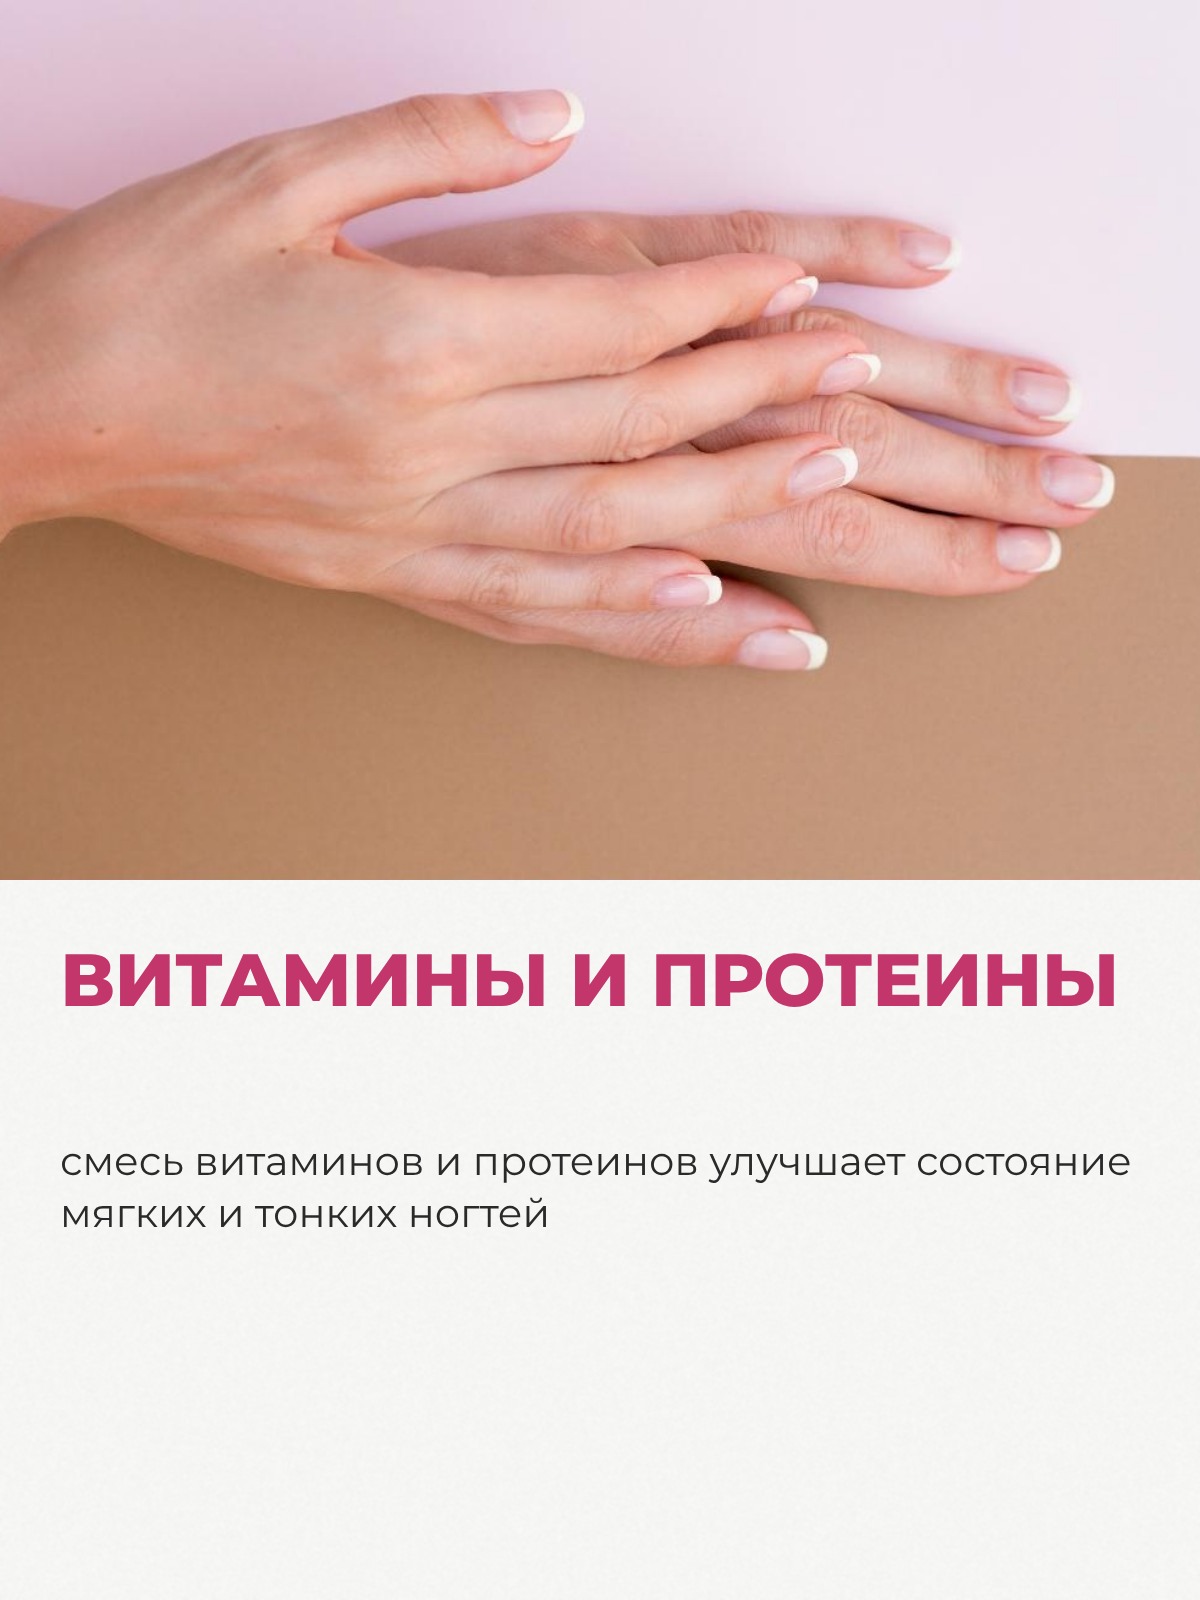 ВИТАМИНЫ И ПРОТЕИНЫ
смесь витаминов и протеинов улучшает состояние
мягких и тонких ногтей